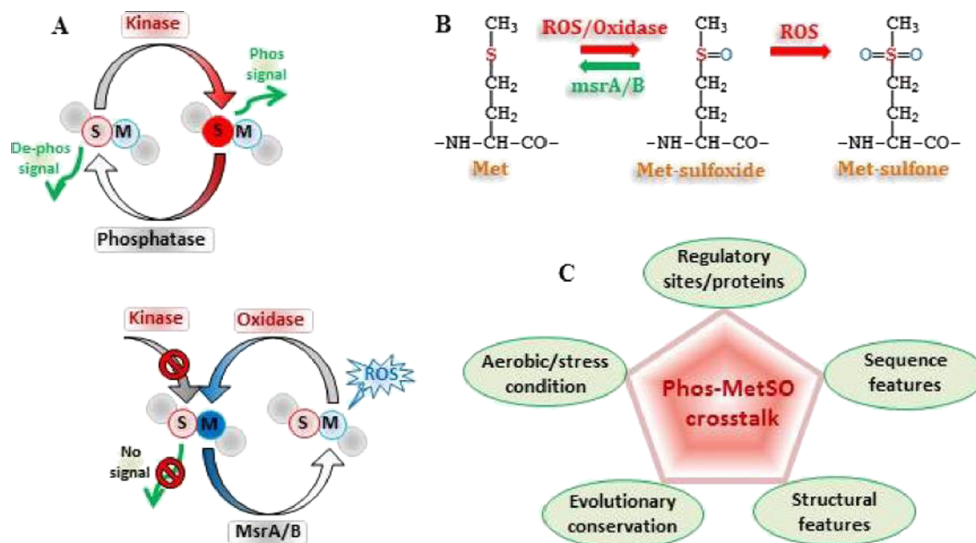 A
Kinase
Phos
signal
S M
S M
De-phos
signal
Phosphatase
Kinase Oxidase
ROS
S M
S M
No
signal
MsrA/B
B
CH₃ CH₃ CH₃
ROS/Oxidase ROS
S S=O O=S=O
msrA/B
CH₂ CH₂ CH₂
CH₂ CH₂ CH₂
–NH–CH–CO– –NH–CH–CO– –NH–CH–CO–
Met Met-sulfoxide Met-sulfone
C
Regulatory
sites/proteins
Aerobic/stress
condition
Sequence
features
Phos-MetSO
crosstalk
Evolutionary
conservation
Structural
features